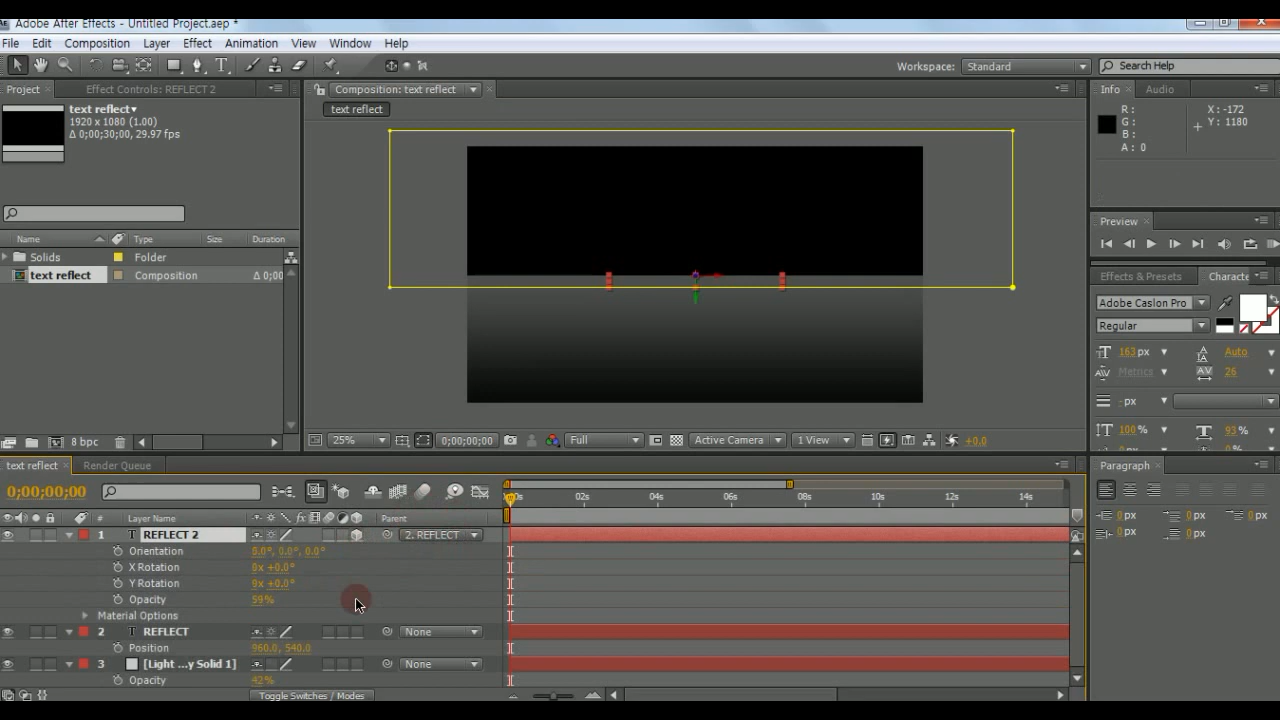 Adobe After Effects - Untitled Project.aep *
File Edit Composition Layer Effect Animation View Window Help
Workspace: Standard Search Help
Project Effect Controls: REFLECT 2
Composition: text reflect
Info Audio
text reflect
text reflect
1920 x 1080 (1.00)
Δ 0;00;30;00, 29.97 fps
R :
G :
B :
A : 0
X : -172
Y : 1180
Preview
Name Type Size Duration
Solids Folder
text reflect Composition Δ 0;00
Effects & Presets Characte
Adobe Caslon Pro
Regular
163 px Auto
Metrics 26
- px
100 % 93 %
8 bpc
25% 0;00;00;00 Full Active Camera 1 View +0.0
text reflect Render Queue
Paragraph
0;00;00;00
02s 04s 06s 08s 10s 12s 14s
# Layer Name fx Parent
1 T REFLECT 2 2. REFLECT
Orientation 0.0°, 0.0°, 0.0°
X Rotation 0x +0.0°
Y Rotation 0x +0.0°
Opacity 59%
Material Options
2 T REFLECT None
Position 960.0, 540.0
3 [Light ...y Solid 1] None
Opacity 42%
Toggle Switches / Modes
0 px 0 px 0 px
0 px 0 px